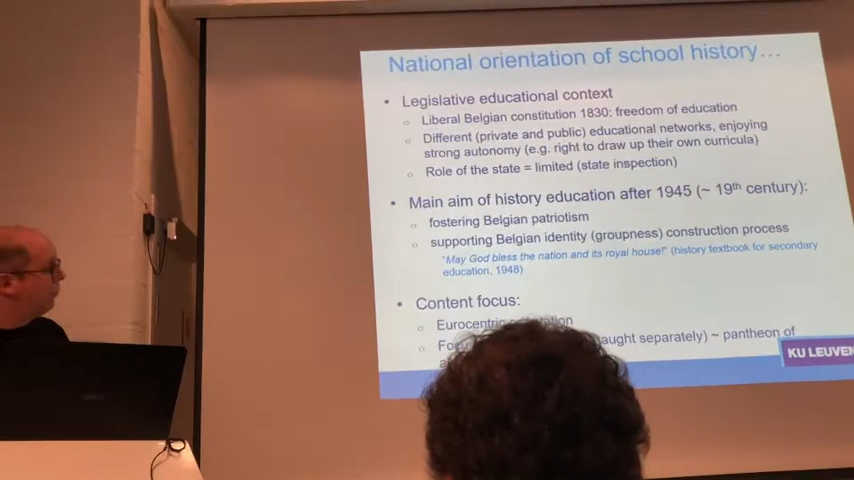 National orientation of school history…
• Legislative educational context
○ Liberal Belgian constitution 1830: freedom of education
○ Different (private and public) educational networks, enjoying
strong autonomy (e.g. right to draw up their own curricula)
○ Role of the state = limited (state inspection)
• Main aim of history education after 1945 (~ 19th century):
○ fostering Belgian patriotism
○ supporting Belgian identity (groupness) construction process
"May God bless the nation and its royal house!" (history textbook for secondary
education, 1948)
• Content focus:
○ Eurocentric
○ taught separately) ~ pantheon of
KU LEUVEN